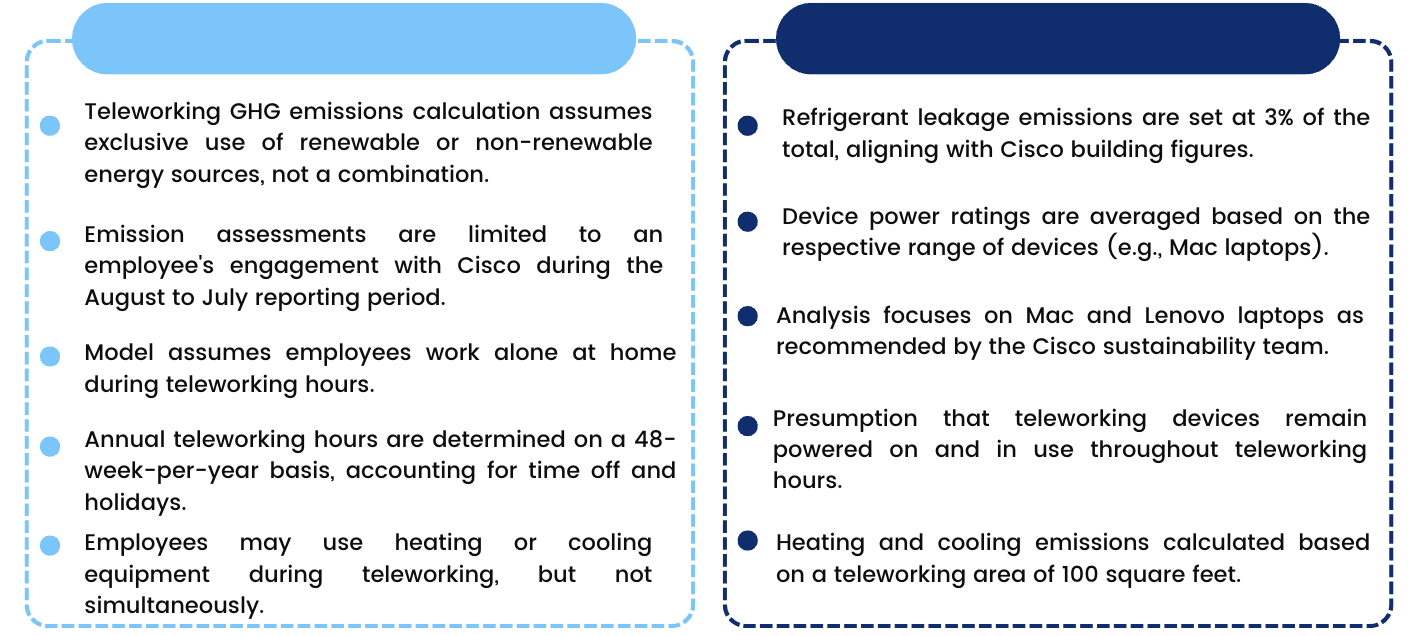 Teleworking GHG emissions calculation assumes
exclusive use of renewable or non-renewable
energy sources, not a combination.
Emission assessments are limited to an
employee's engagement with Cisco during the
August to July reporting period.
Model assumes employees work alone at home
during teleworking hours.
Annual teleworking hours are determined on a 48-
week-per-year basis, accounting for time off and
holidays.
Employees may use heating or cooling
equipment during teleworking, but not
simultaneously.
Refrigerant leakage emissions are set at 3% of the
total, aligning with Cisco building figures.
Device power ratings are averaged based on the
respective range of devices (e.g., Mac laptops).
Analysis focuses on Mac and Lenovo laptops as
recommended by the Cisco sustainability team.
Presumption that teleworking devices remain
powered on and in use throughout teleworking
hours.
Heating and cooling emissions calculated based
on a teleworking area of 100 square feet.